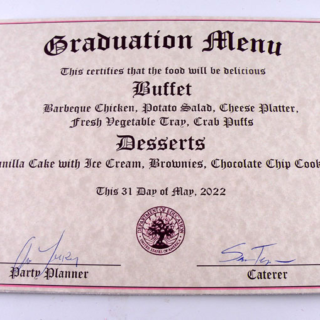 Graduation Menu
This certifies that the food will be delicious
Buffet
Barbeque Chicken, Potato Salad, Cheese Platter,
Fresh Vegetable Tray, Crab Puffs
Desserts
nilla Cake with Ice Cream, Brownies, Chocolate Chip Cook
This 31 Day of May, 2022
Party Planner
Caterer